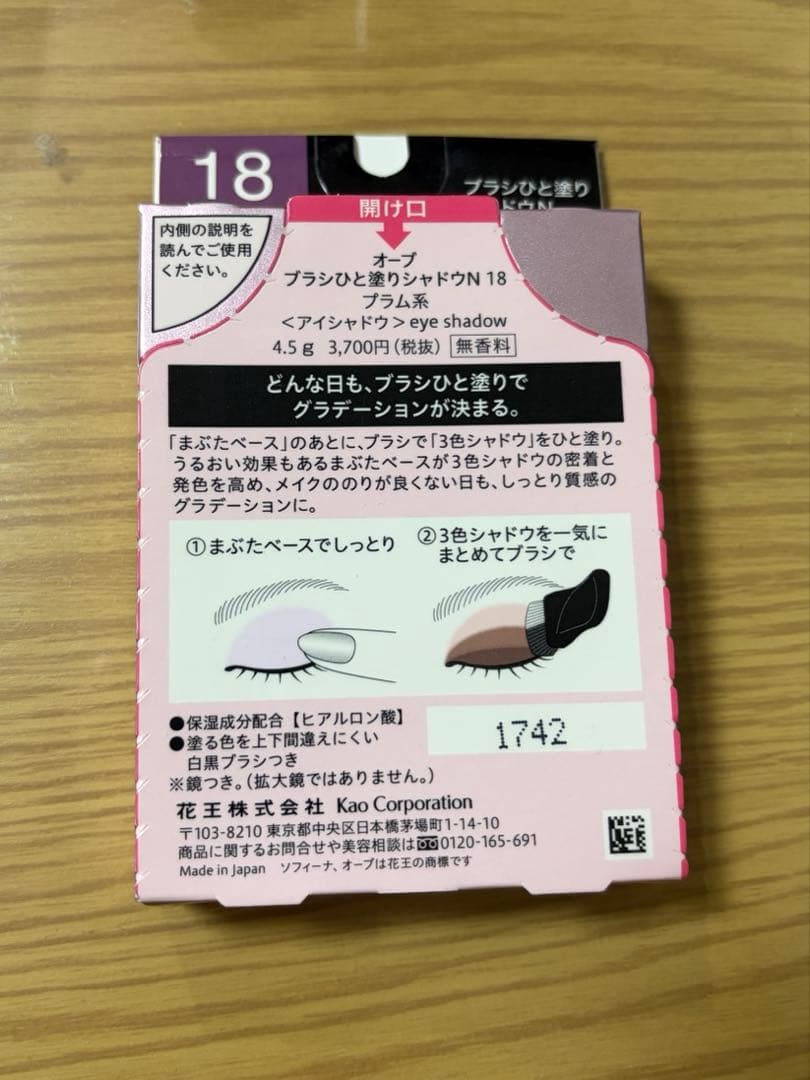 18
ブラシひと塗り
シャドウN
開け口
内側の説明を
読んでご使用
ください。
オーブ
ブラシひと塗りシャドウN 18
プラム系
＜アイシャドウ＞eye shadow
4.5g 3,700円(税抜) 無香料
どんな日も、ブラシひと塗りで
グラデーションが決まる。
「まぶたベース」のあとに、ブラシで「3色シャドウ」をひと塗り。
うるおい効果もあるまぶたベースが3色シャドウの密着と
発色を高め、メイクののりが良くない日も、しっとり質感の
グラデーションに。
①まぶたベースでしっとり
②3色シャドウを一気に
まとめてブラシで
●保湿成分配合【ヒアルロン酸】
●塗る色を上下間違えにくい
白黒ブラシつき
※鏡つき。(拡大鏡ではありません。)
1742
花王株式会社 Kao Corporation
〒103-8210 東京都中央区日本橋茅場町1-14-10
商品に関するお問合せや美容相談は0120-165-691
Made in Japan ソフィーナ、オーブは花王の商標です